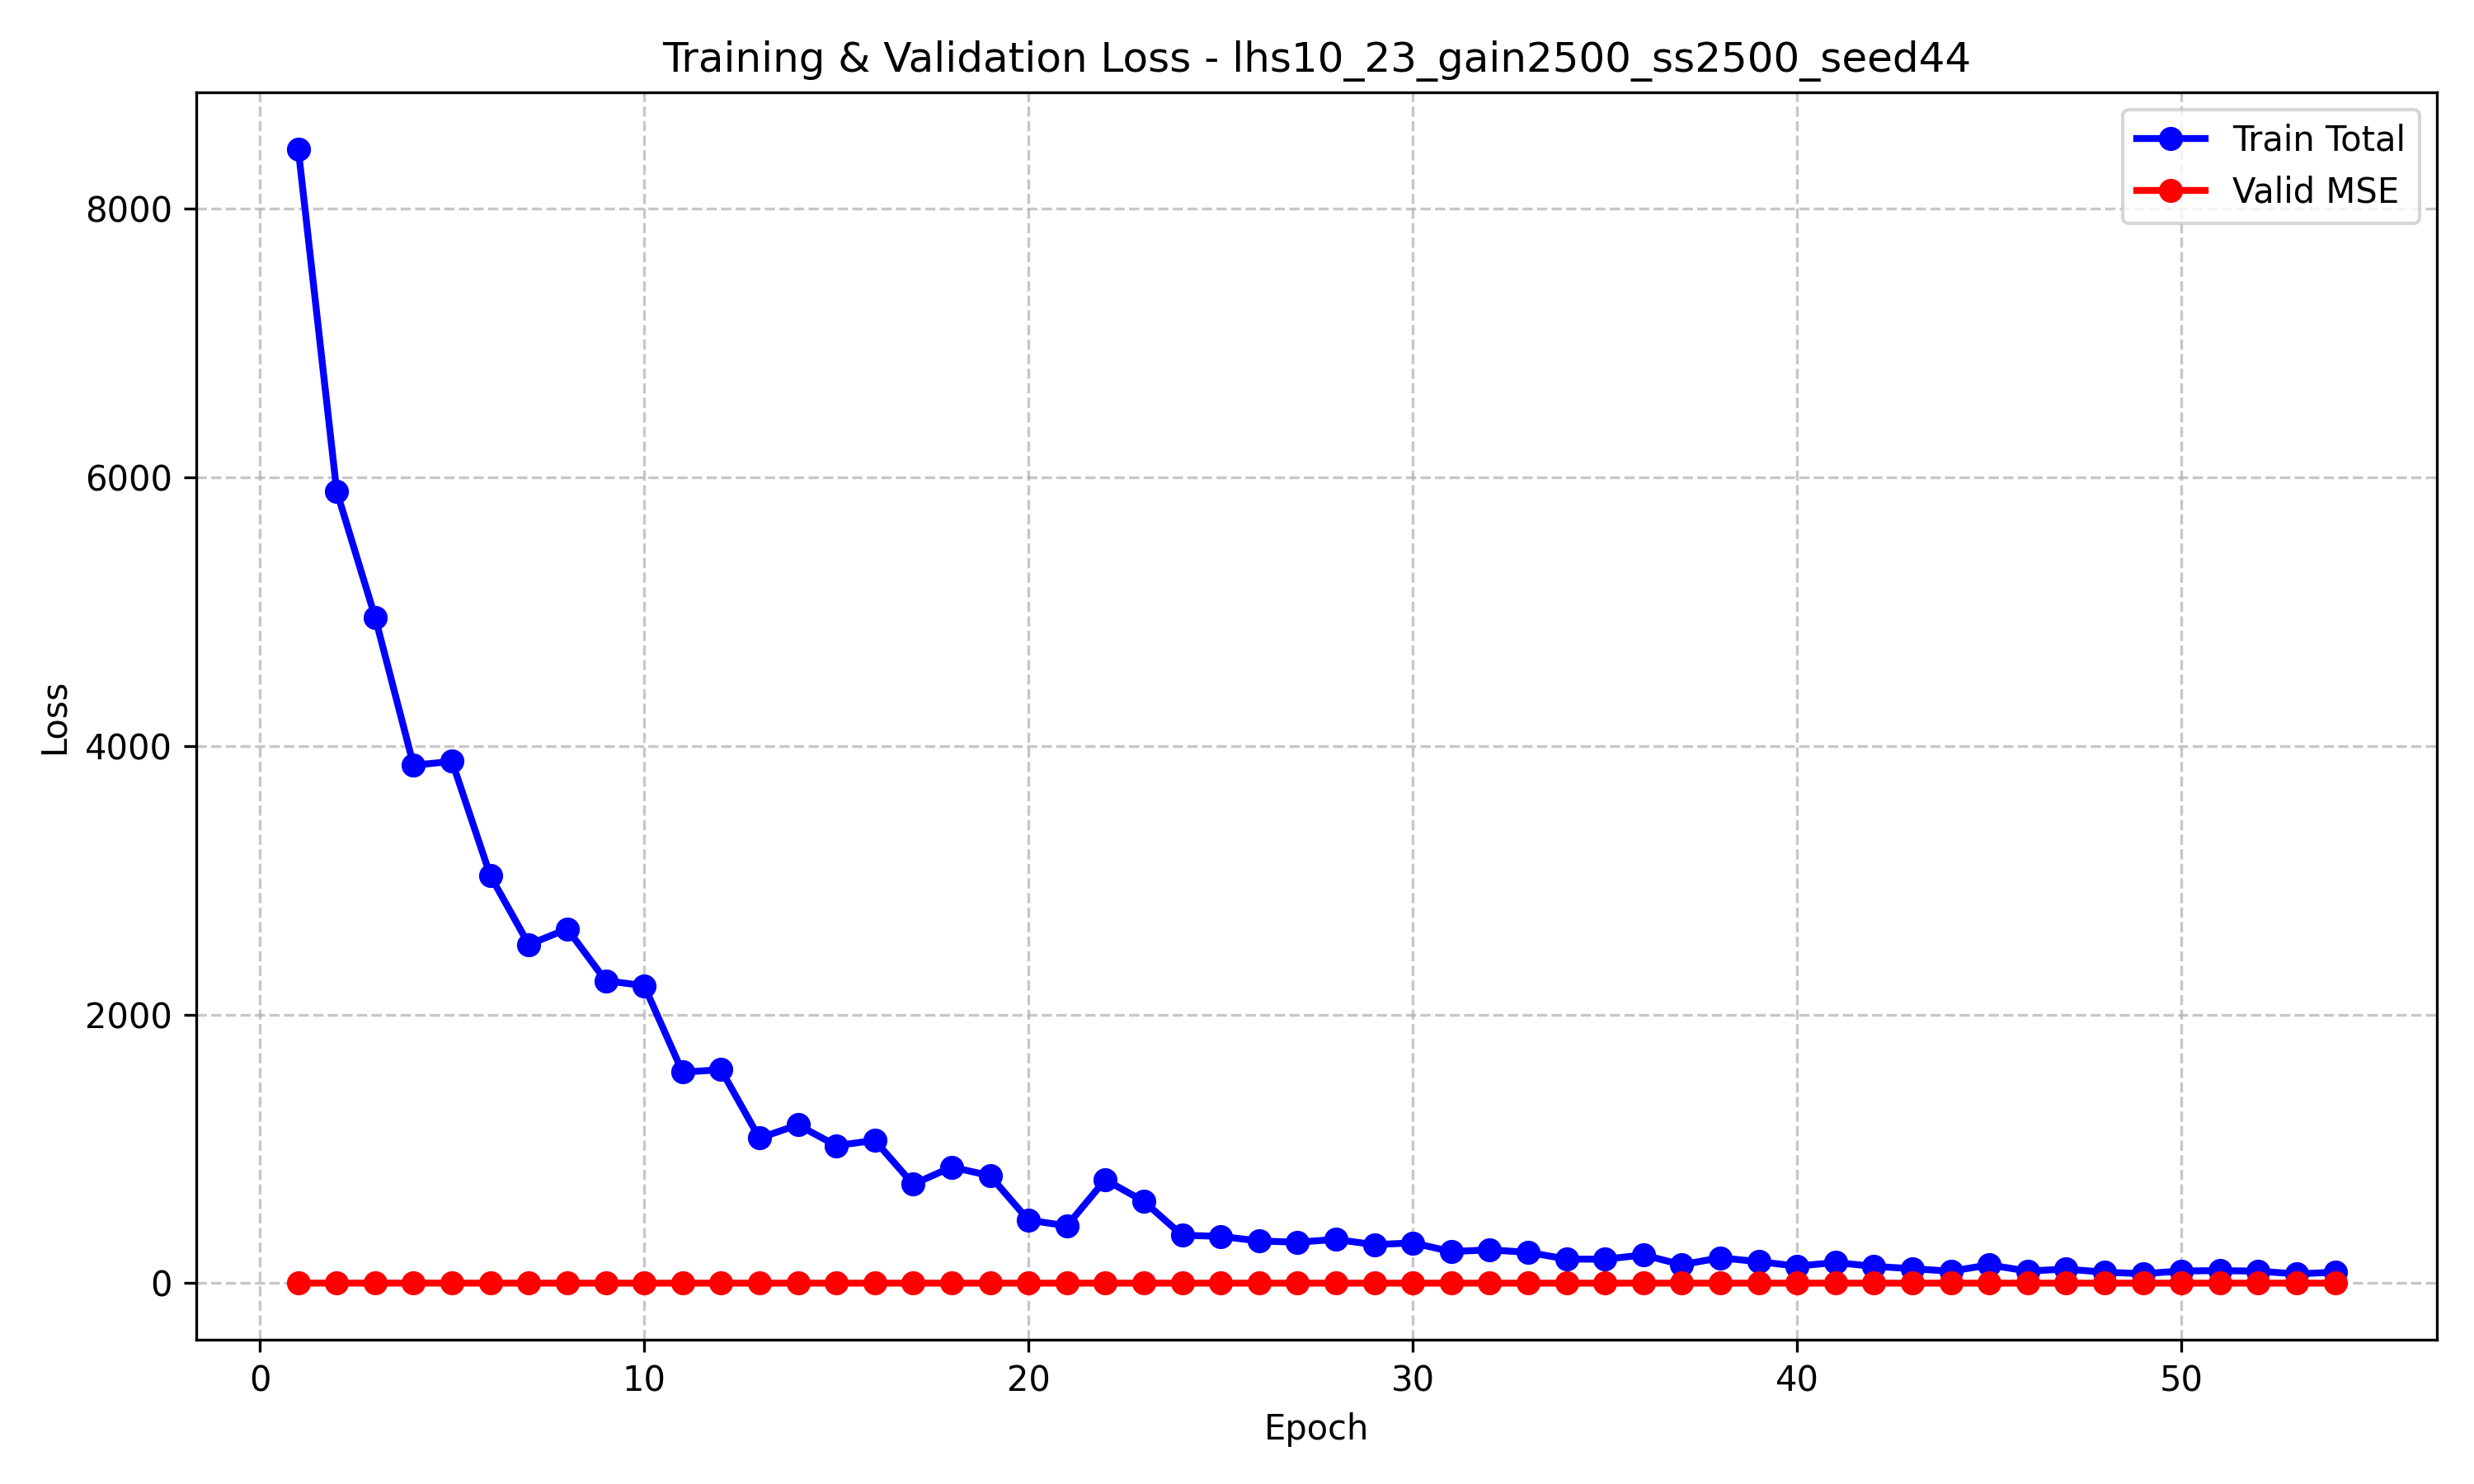 Training & Validation Loss - lhs10_23_gain2500_ss2500_seed44
Train Total
Valid MSE
8000
6000
4000
2000
0
Loss
0 10 20 30 40 50
Epoch